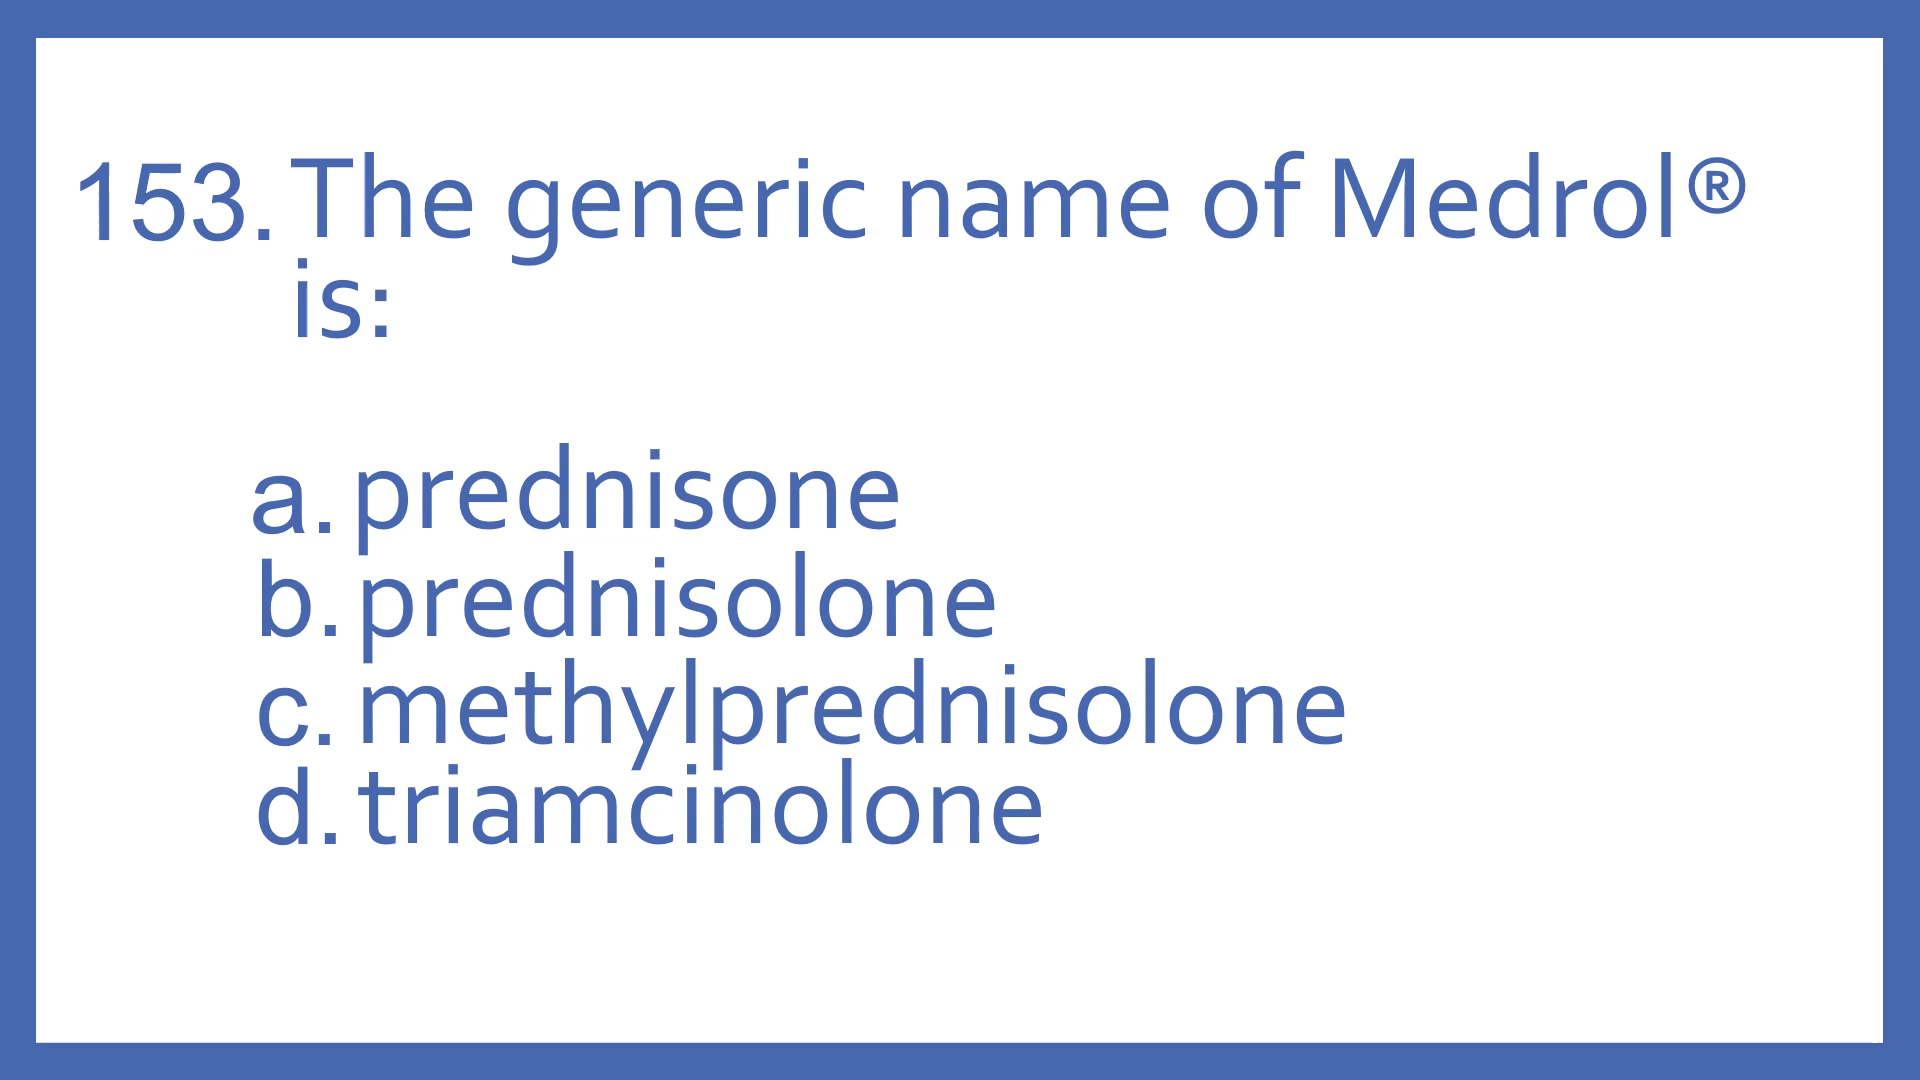 153. The generic name of Medrol®
is:
a. prednisone
b. prednisolone
c. methylprednisolone
d. triamcinolone